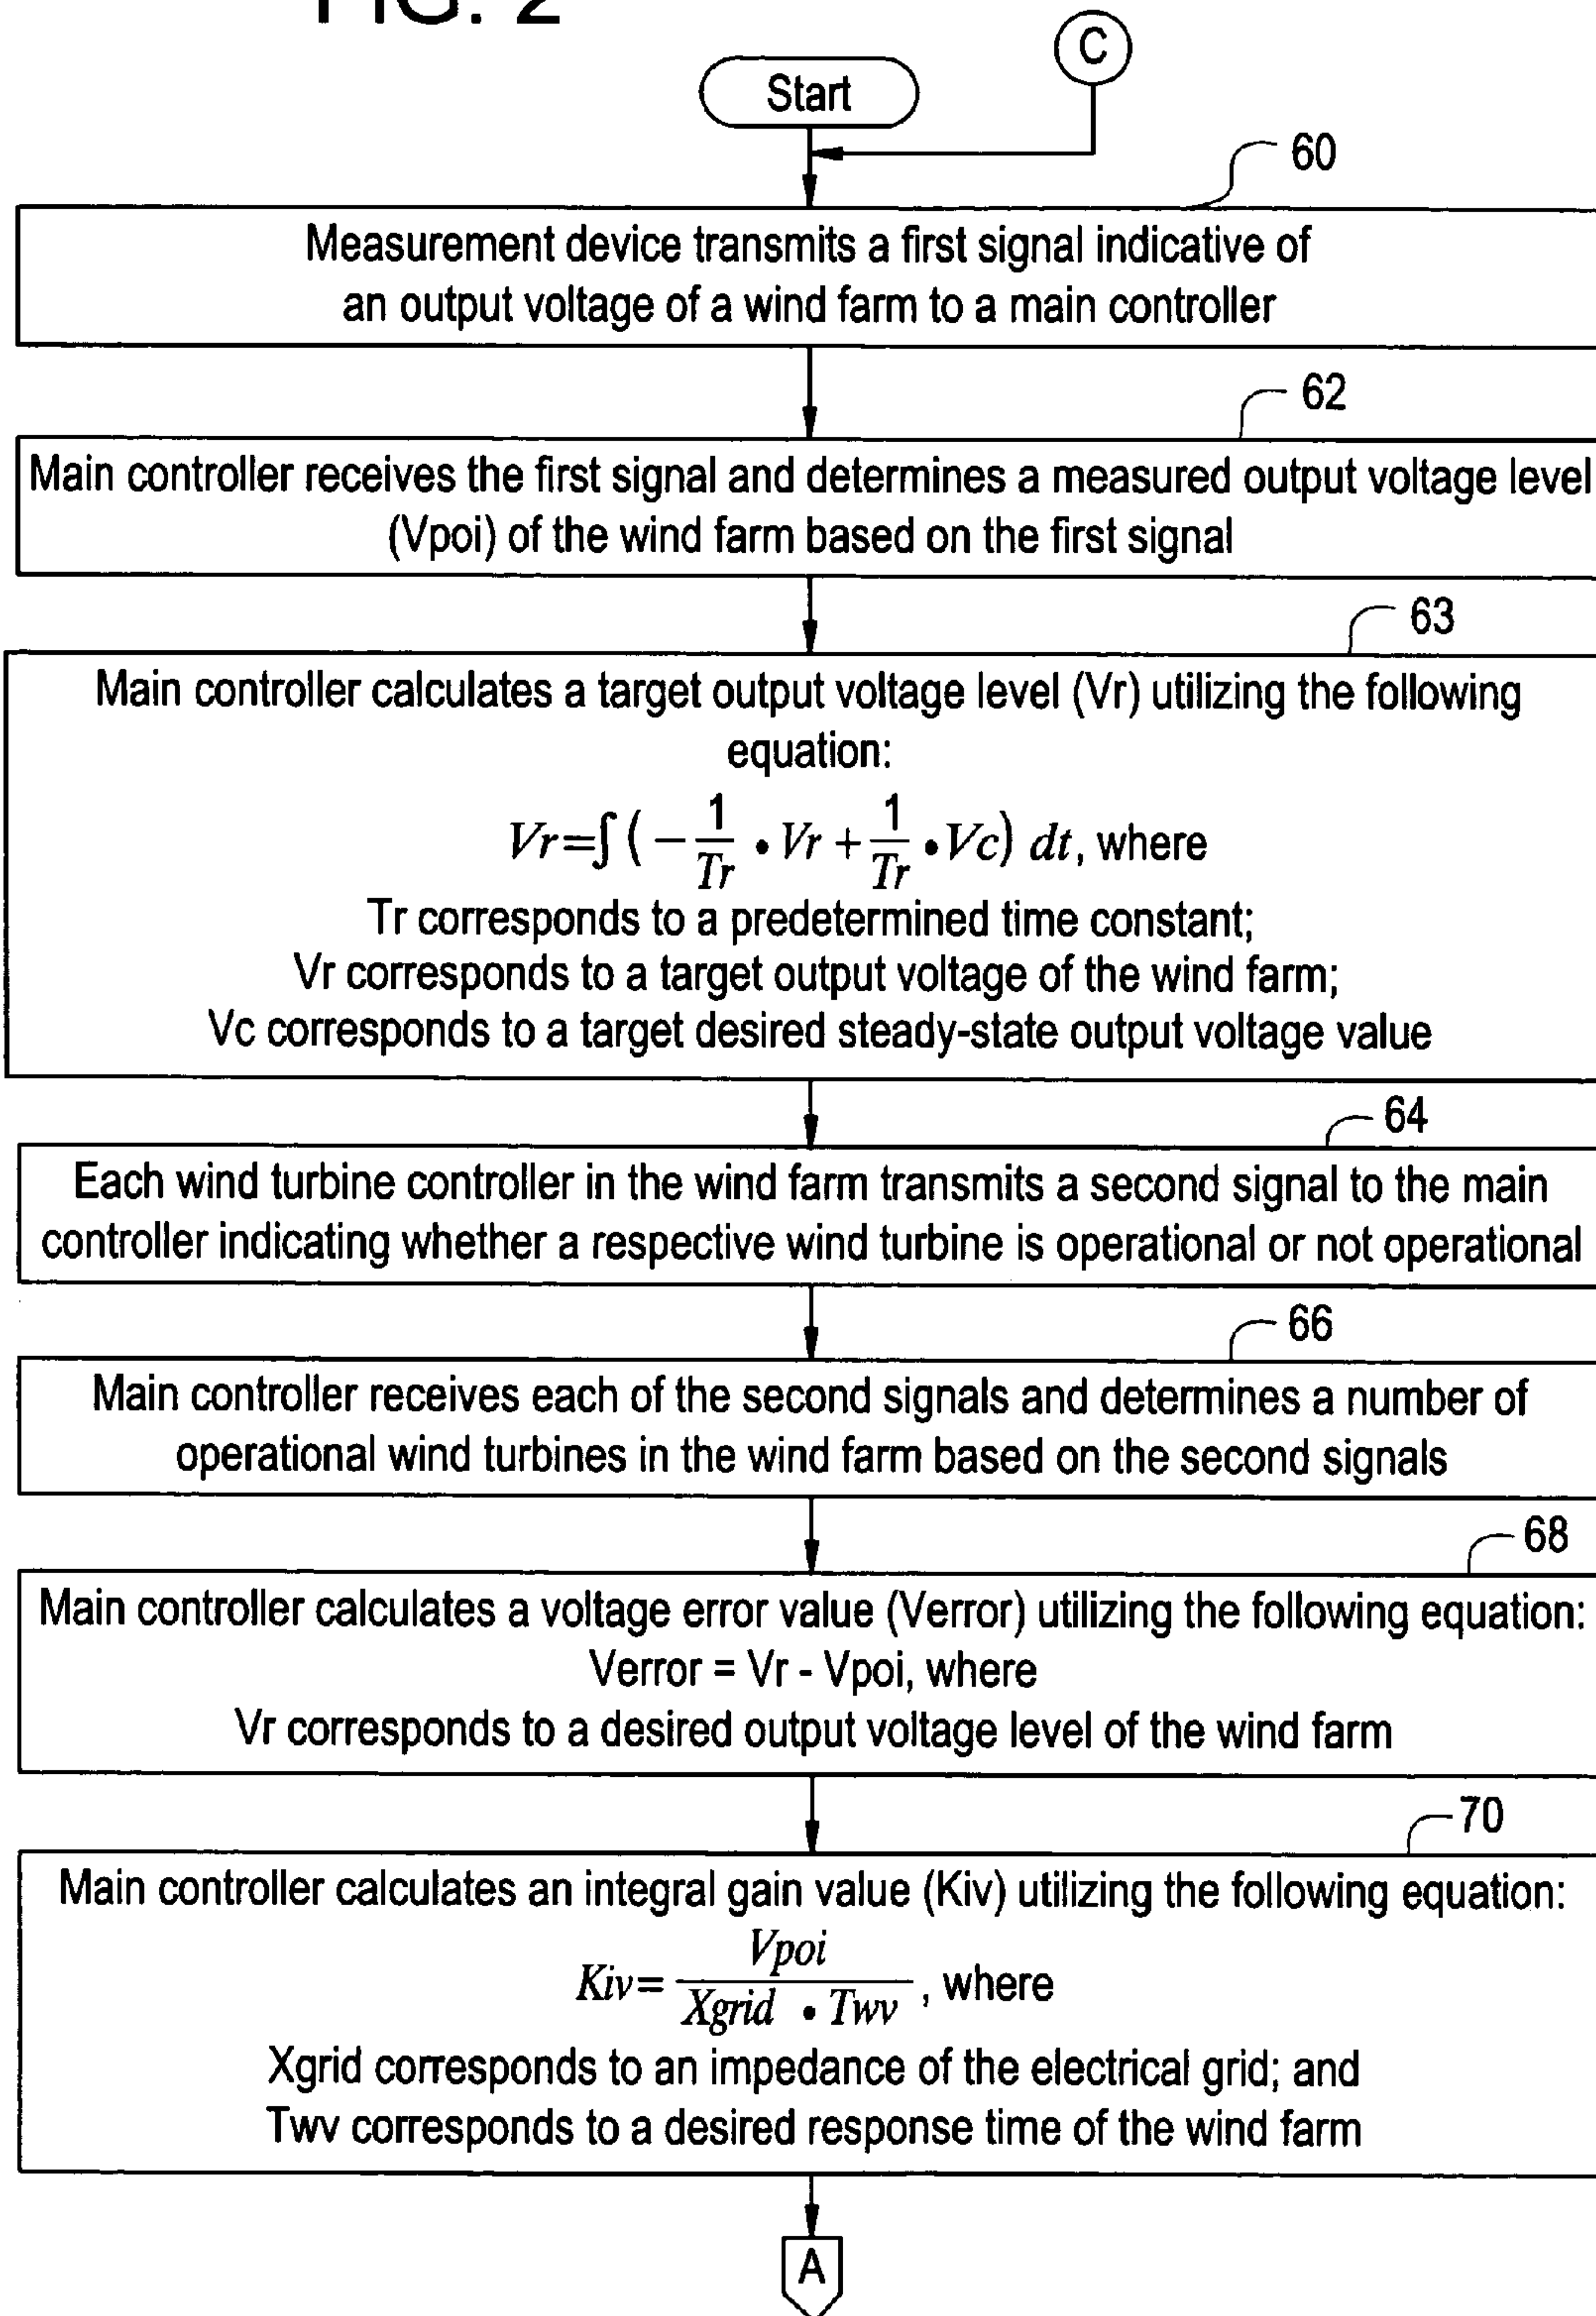 FIG. 2
C
Start
60
Measurement device transmits a first signal indicative of
an output voltage of a wind farm to a main controller
62
Main controller receives the first signal and determines a measured output voltage level
(Vpoi) of the wind farm based on the first signal
63
Main controller calculates a target output voltage level (Vr) utilizing the following
equation:
Vr=∫(-1/Tr • Vr + 1/Tr • Vc) dt, where
Tr corresponds to a predetermined time constant;
Vr corresponds to a target output voltage of the wind farm;
Vc corresponds to a target desired steady-state output voltage value
64
Each wind turbine controller in the wind farm transmits a second signal to the main
controller indicating whether a respective wind turbine is operational or not operational
66
Main controller receives each of the second signals and determines a number of
operational wind turbines in the wind farm based on the second signals
68
Main controller calculates a voltage error value (Verror) utilizing the following equation:
Verror = Vr - Vpoi, where
Vr corresponds to a desired output voltage level of the wind farm
70
Main controller calculates an integral gain value (Kiv) utilizing the following equation:
Kiv= Vpoi / Xgrid • Twv , where
Xgrid corresponds to an impedance of the electrical grid; and
Twv corresponds to a desired response time of the wind farm
A